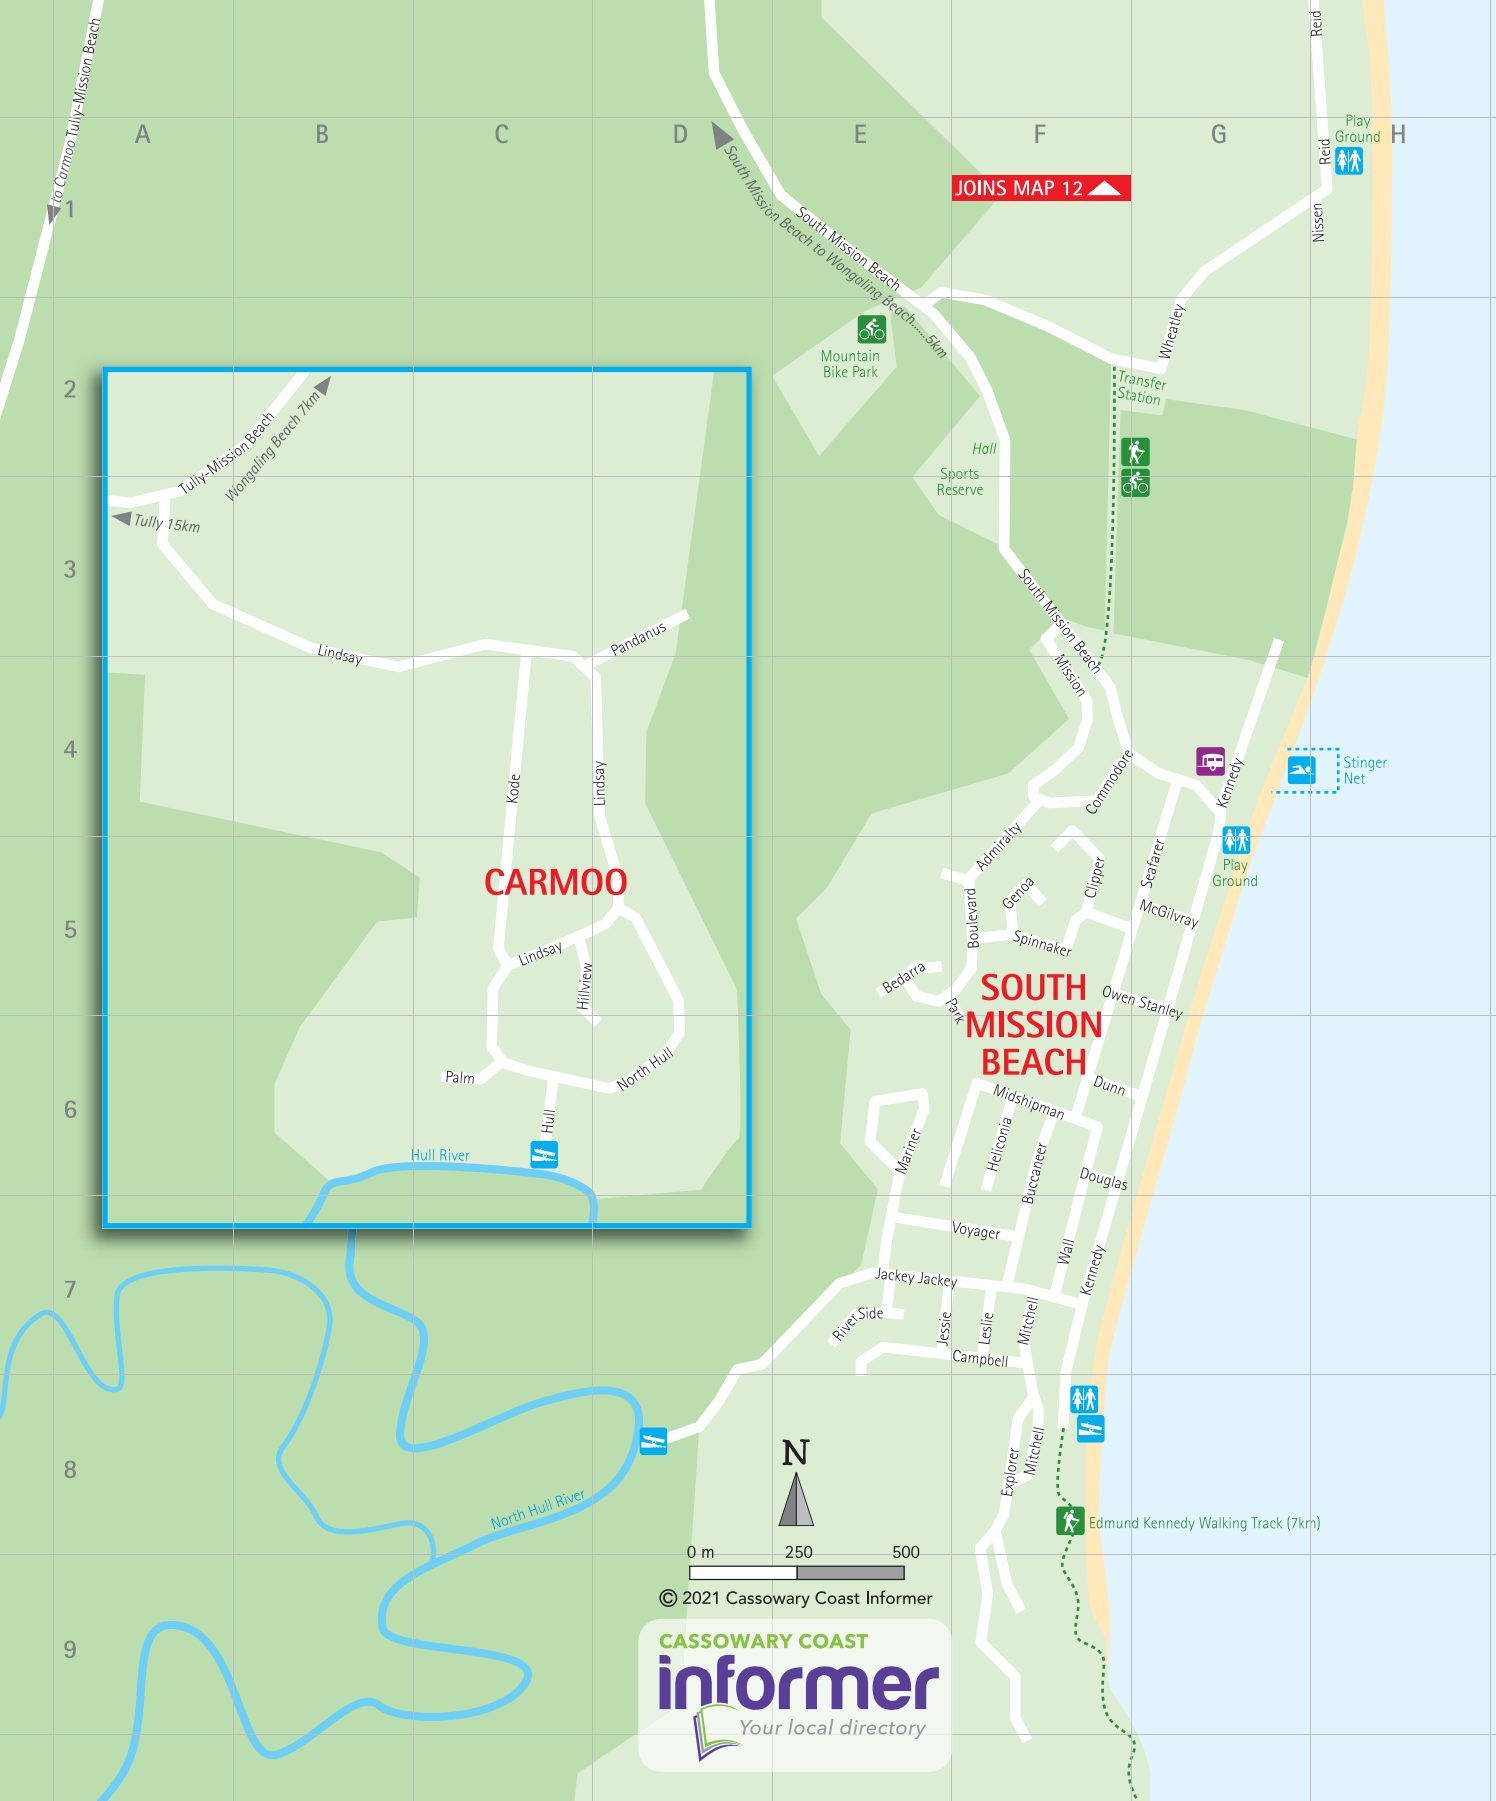 Tully-Mission Beach
to Carmoo
Reid
A
B
C
D
E
F
G
H
Play
Ground
Reid
JOINS MAP 12
1
South Mission Beach
South Mission Beach to Wongaling Beach......5km
Nissen
Wheatley
Mountain
Bike Park
2
Transfer
Station
Tully-Mission Beach
Wongaling Beach 7km
Hall
Sports
Reserve
Tully 15km
3
South Mission Beach
Lindsay
Pandanus
Mission
4
Kode
Lindsay
Commodore
Kennedy
Stinger
Net
Admiralty
Seafarer
Clipper
Play
Ground
CARMOO
Genoa
McGilvray
5
Boulevard
Spinnaker
Lindsay
Hillview
Bedarra
Park
SOUTH
MISSION
BEACH
Owen Stanley
Palm
North Hull
Dunn
6
Hull
Midshipman
Hull River
Mariner
Heliconia
Buccaneer
Douglas
Voyager
Wall
Kennedy
7
Jackey Jackey
River Side
Jessie
Leslie
Mitchell
Campbell
8
N
Explorer
Mitchell
North Hull River
Edmund Kennedy Walking Track (7km)
0 m 250 500
© 2021 Cassowary Coast Informer
9
CASSOWARY COAST
informer
Your local directory